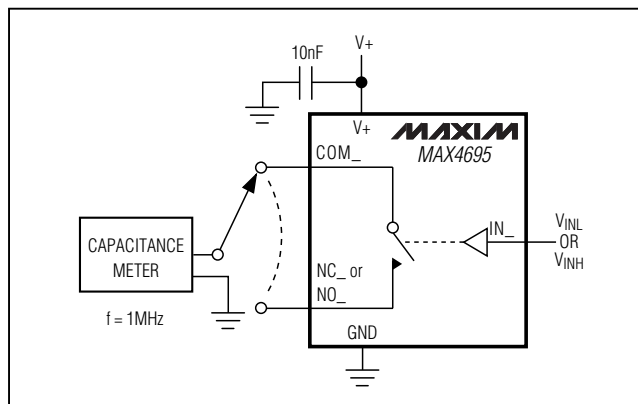 10nF
V+
V+
MAXIM
MAX4695
COM_
IN_
V_INL
OR
V_INH
CAPACITANCE
METER
NC_ or
NO_
f = 1MHz
GND